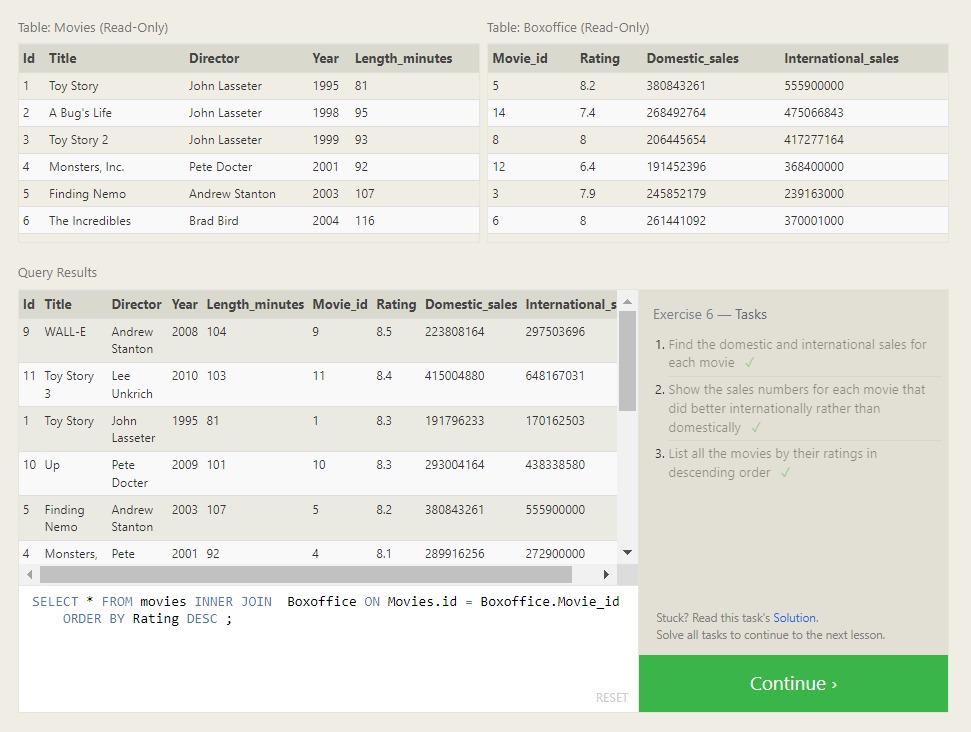 Table: Movies (Read-Only)
Id Title Director Year Length_minutes
1 Toy Story John Lasseter 1995 81
2 A Bug's Life John Lasseter 1998 95
3 Toy Story 2 John Lasseter 1999 93
4 Monsters, Inc. Pete Docter 2001 92
5 Finding Nemo Andrew Stanton 2003 107
6 The Incredibles Brad Bird 2004 116
Table: Boxoffice (Read-Only)
Movie_id Rating Domestic_sales International_sales
5 8.2 380843261 555900000
14 7.4 268492764 475066843
8 8 206445654 417277164
12 6.4 191452396 368400000
3 7.9 245852179 239163000
6 8 261441092 370001000
Query Results
Id Title Director Year Length_minutes Movie_id Rating Domestic_sales International_s
9 WALL-E Andrew 2008 104 9 8.5 223808164 297503696
Stanton
11 Toy Story Lee 2010 103 11 8.4 415004880 648167031
3 Unkrich
1 Toy Story John 1995 81 1 8.3 191796233 170162503
Lasseter
10 Up Pete 2009 101 10 8.3 293004164 438338580
Docter
5 Finding Andrew 2003 107 5 8.2 380843261 555900000
Nemo Stanton
4 Monsters, Pete 2001 92 4 8.1 289916256 272900000
SELECT * FROM movies INNER JOIN  Boxoffice ON Movies.id = Boxoffice.Movie_id
ORDER BY Rating DESC ;
RESET
Exercise 6 — Tasks
1. Find the domestic and international sales for
each movie ✓
2. Show the sales numbers for each movie that
did better internationally rather than
domestically ✓
3. List all the movies by their ratings in
descending order ✓
Stuck? Read this task's Solution.
Solve all tasks to continue to the next lesson.
Continue ›